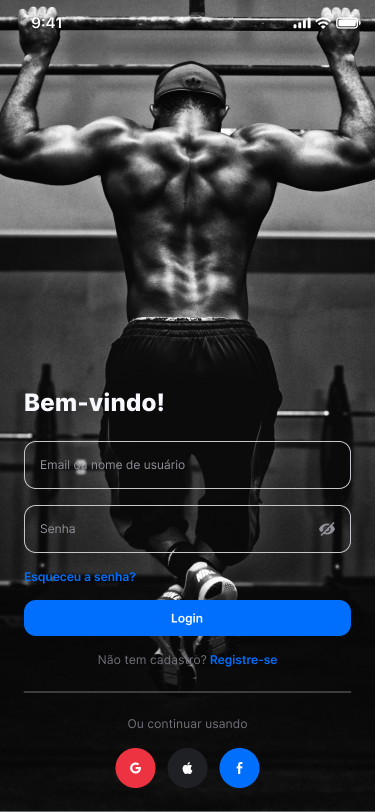 9:41
Bem-vindo!
Email ou nome de usuário
Senha
Esqueceu a senha?
Login
Não tem cadastro? Registre-se
Ou continuar usando
G
f